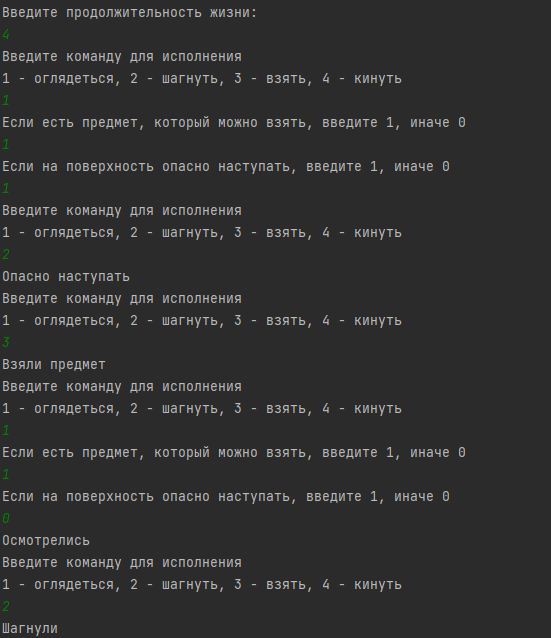 Введите продолжительность жизни:
4
Введите команду для исполнения
1 - оглядеться, 2 - шагнуть, 3 - взять, 4 - кинуть
1
Если есть предмет, который можно взять, введите 1, иначе 0
1
Если на поверхность опасно наступать, введите 1, иначе 0
1
Введите команду для исполнения
1 - оглядеться, 2 - шагнуть, 3 - взять, 4 - кинуть
2
Опасно наступать
Введите команду для исполнения
1 - оглядеться, 2 - шагнуть, 3 - взять, 4 - кинуть
3
Взяли предмет
Введите команду для исполнения
1 - оглядеться, 2 - шагнуть, 3 - взять, 4 - кинуть
1
Если есть предмет, который можно взять, введите 1, иначе 0
1
Если на поверхность опасно наступать, введите 1, иначе 0
0
Осмотрелись
Введите команду для исполнения
1 - оглядеться, 2 - шагнуть, 3 - взять, 4 - кинуть
2
Шагнули